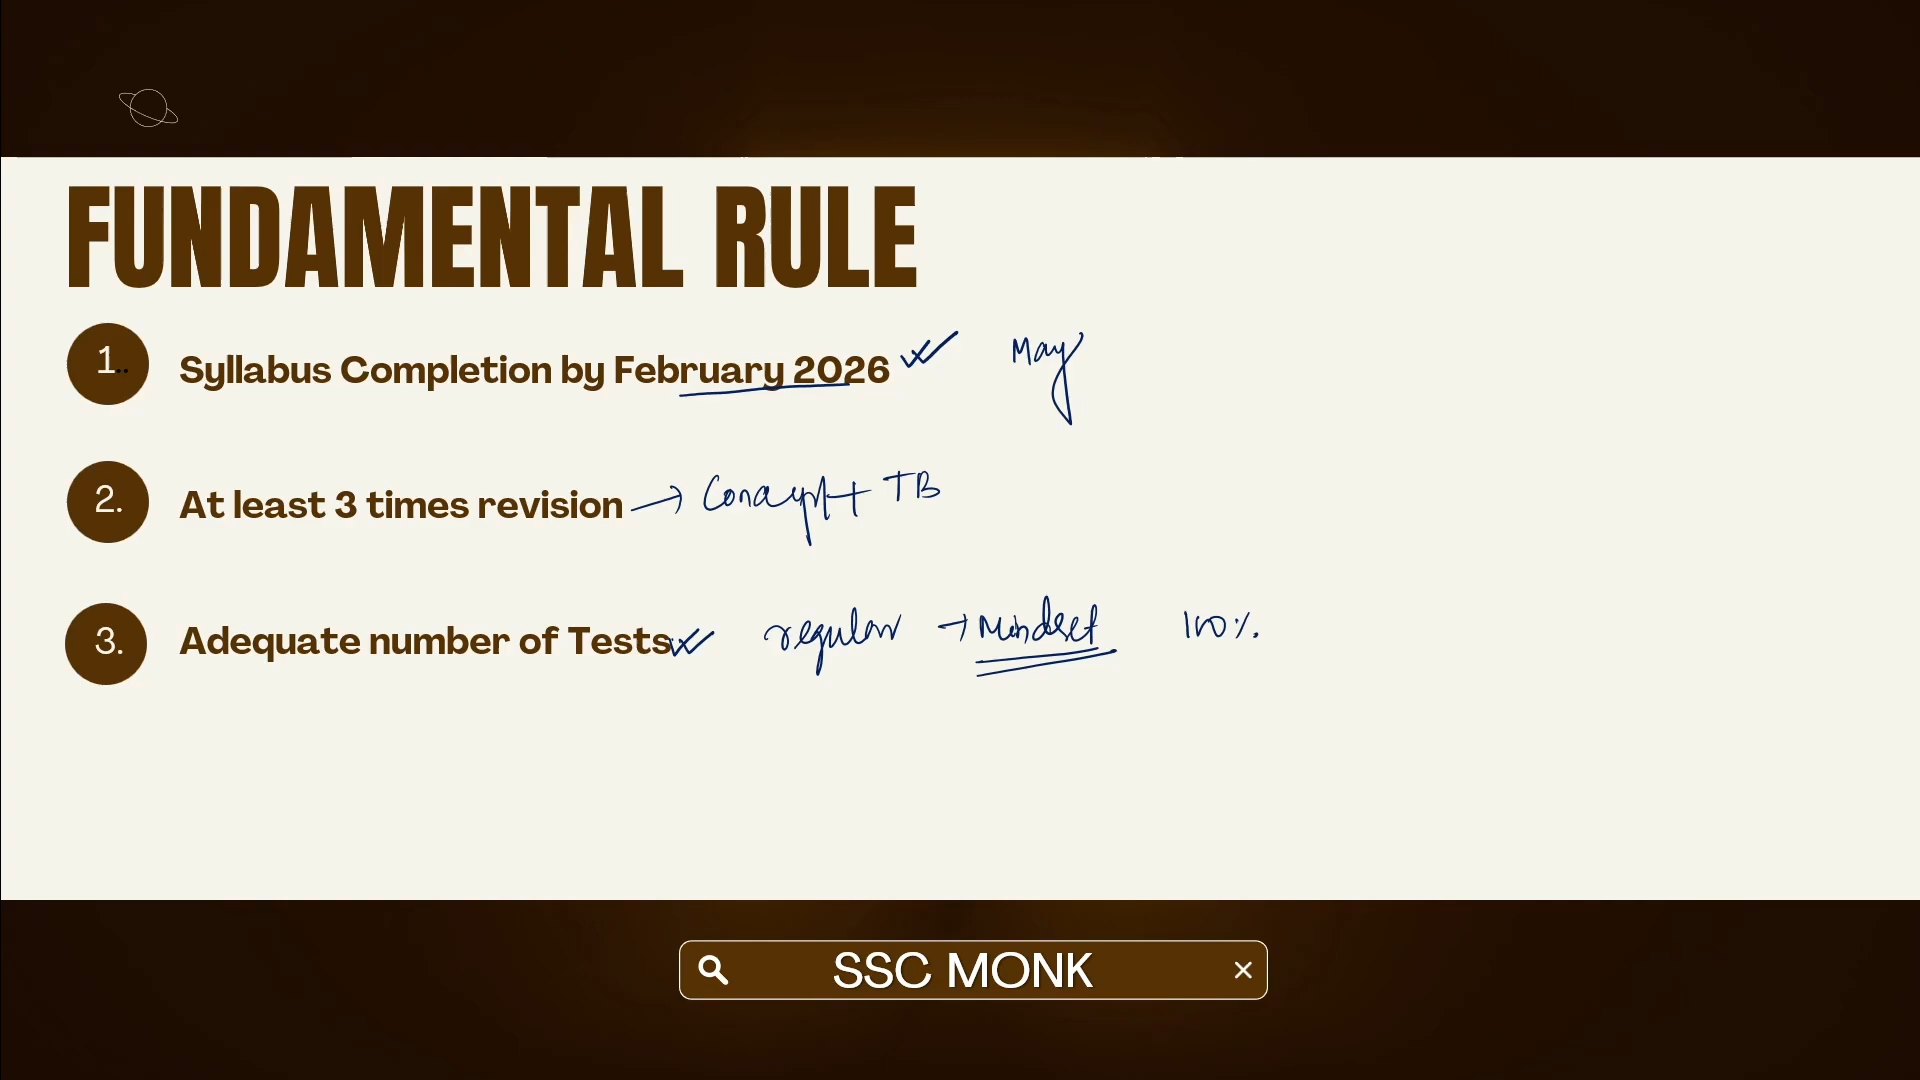 FUNDAMENTAL RULE
1. Syllabus Completion by February 2026 May
2. At least 3 times revision → Concept + TB
3. Adequate number of Tests regular → Mindset 100%.
SSC MONK